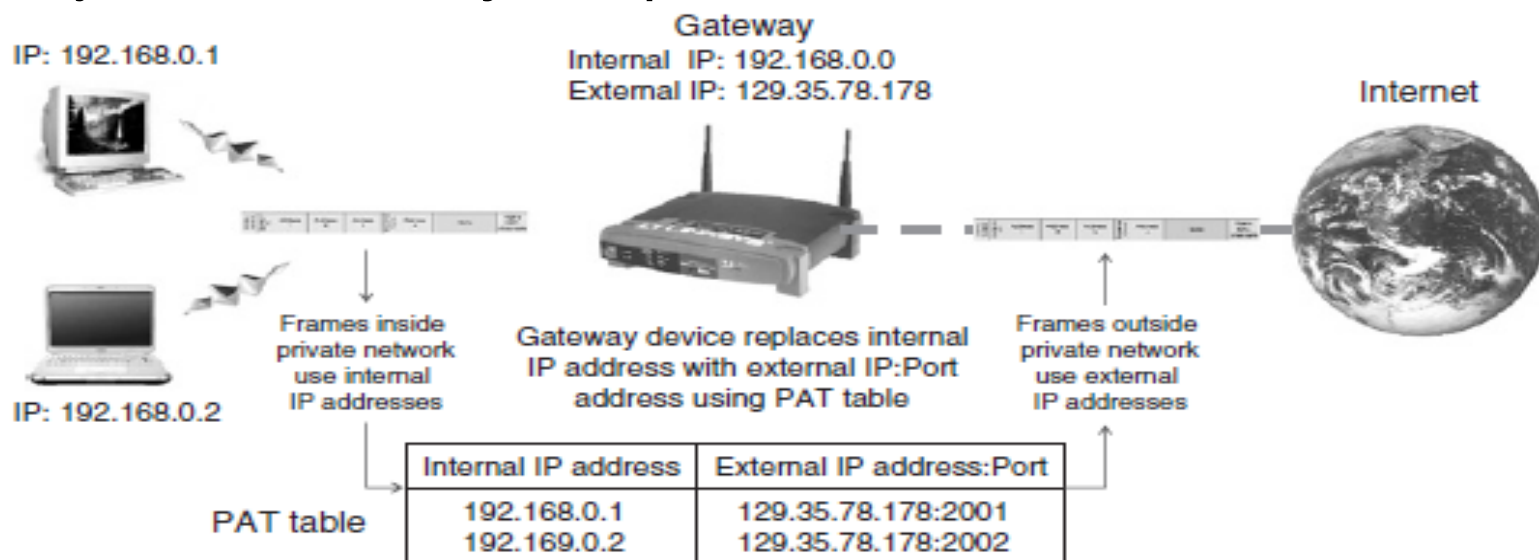 Gateway
IP: 192.168.0.1
Internal IP: 192.168.0.0
External IP: 129.35.78.178
Internet
Frames inside
private network
use internal
IP addresses
IP: 192.168.0.2
Gateway device replaces internal
IP address with external IP:Port
address using PAT table
Frames outside
private network
use external
IP addresses
PAT table
Internal IP address External IP address:Port
192.168.0.1 129.35.78.178:2001
192.169.0.2 129.35.78.178:2002